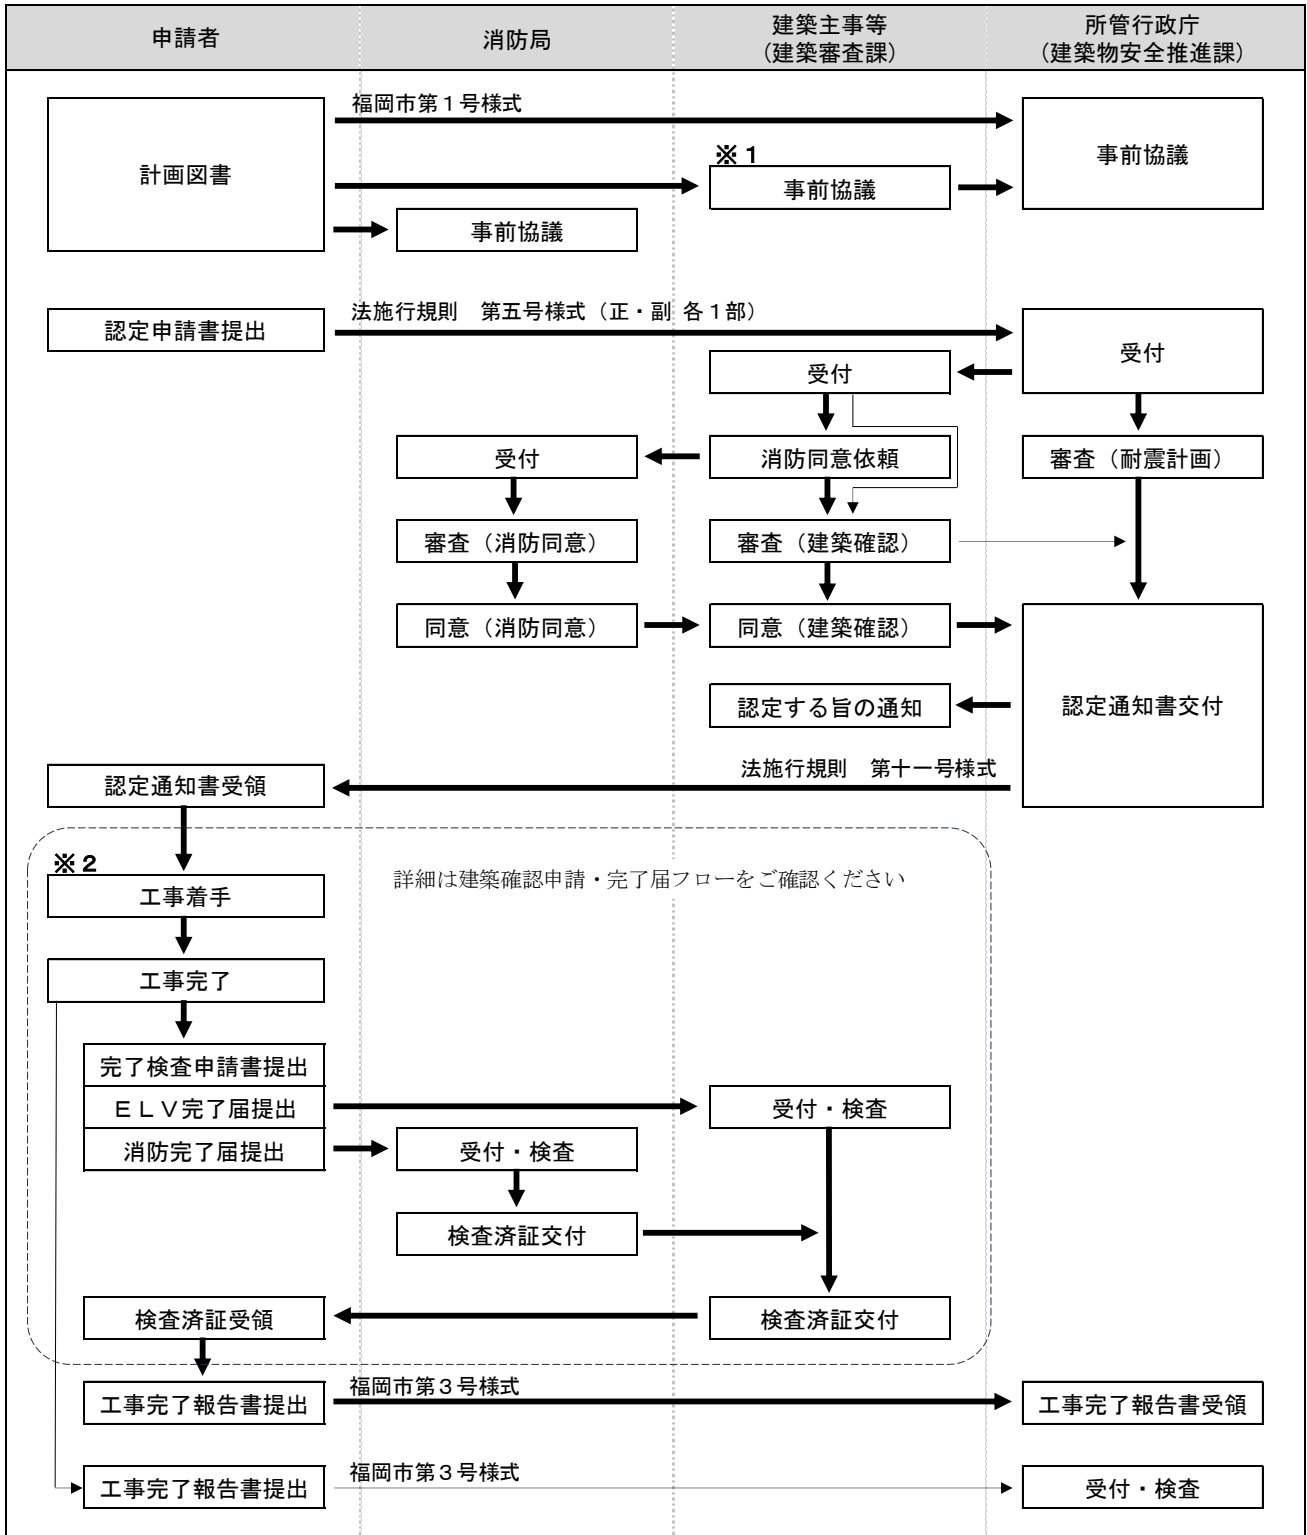 申請者
消防局
建築主事等
(建築審査課)
所管行政庁
(建築物安全推進課)
福岡市第１号様式
計画図書
※１
事前協議
事前協議
事前協議
法施行規則　第五号様式（正・副 各１部）
認定申請書提出
受付
受付
受付
消防同意依頼
審査（耐震計画）
審査（消防同意）
審査（建築確認）
同意（消防同意）
同意（建築確認）
認定する旨の通知
認定通知書交付
法施行規則　第十一号様式
認定通知書受領
※２
詳細は建築確認申請・完了届フローをご確認ください
工事着手
工事完了
完了検査申請書提出
ＥＬＶ完了届提出
受付・検査
消防完了届提出
受付・検査
検査済証交付
検査済証受領
検査済証交付
福岡市第３号様式
工事完了報告書提出
工事完了報告書受領
福岡市第３号様式
工事完了報告書提出
受付・検査